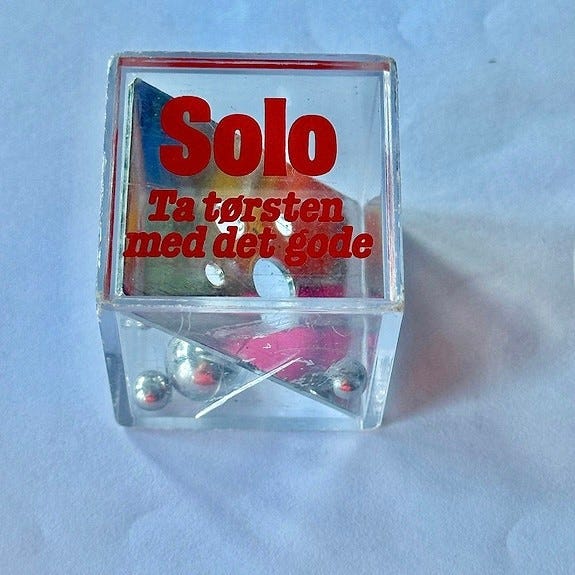 Solo
Ta tørsten
med det gode